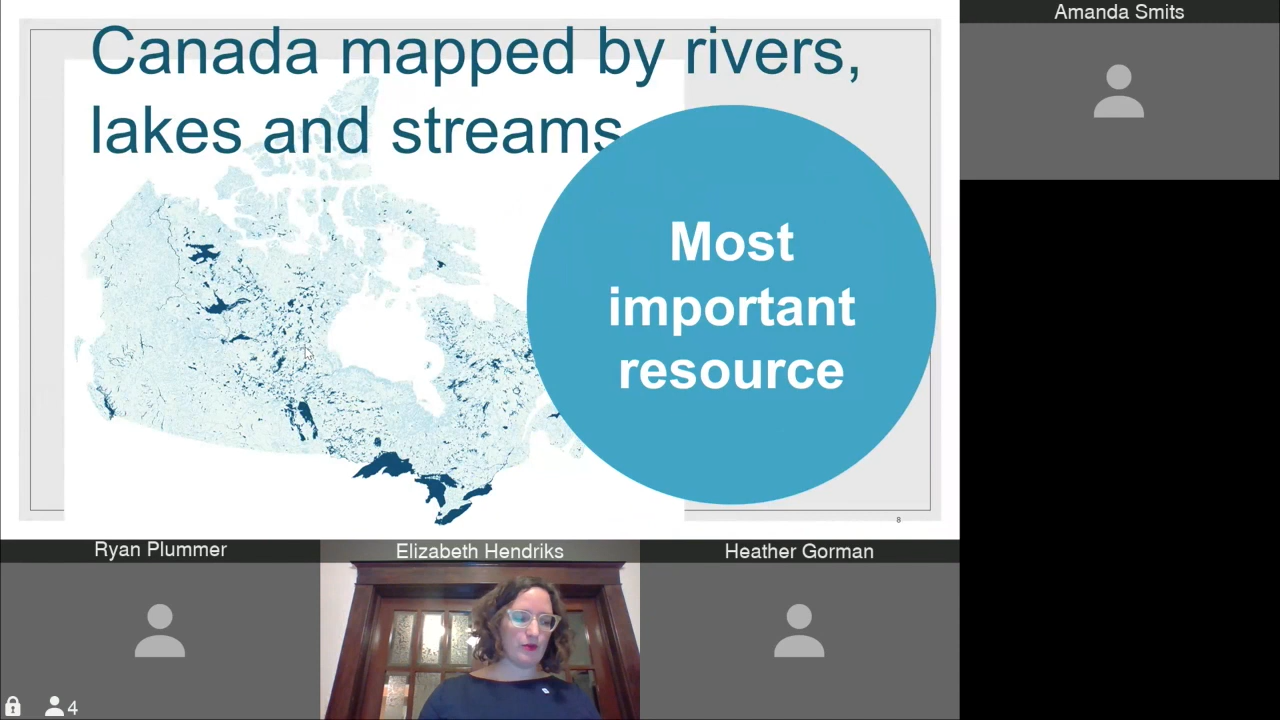 Canada mapped by rivers,
lakes and streams
Most
important
resource
8
Amanda Smits
Ryan Plummer
Elizabeth Hendriks
Heather Gorman
4